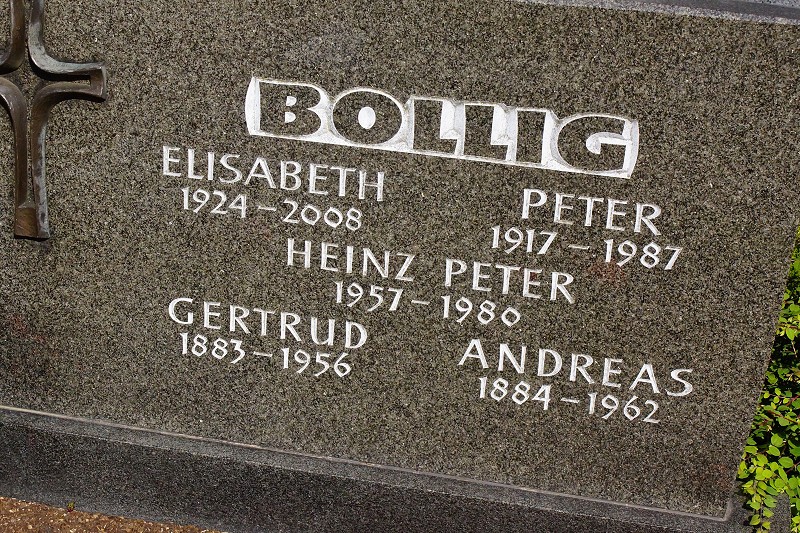 BOLLIG
ELISABETH
1924 – 2008
PETER
1917 – 1987
HEINZ PETER
1957 – 1980
GERTRUD
1883 – 1956
ANDREAS
1884 – 1962